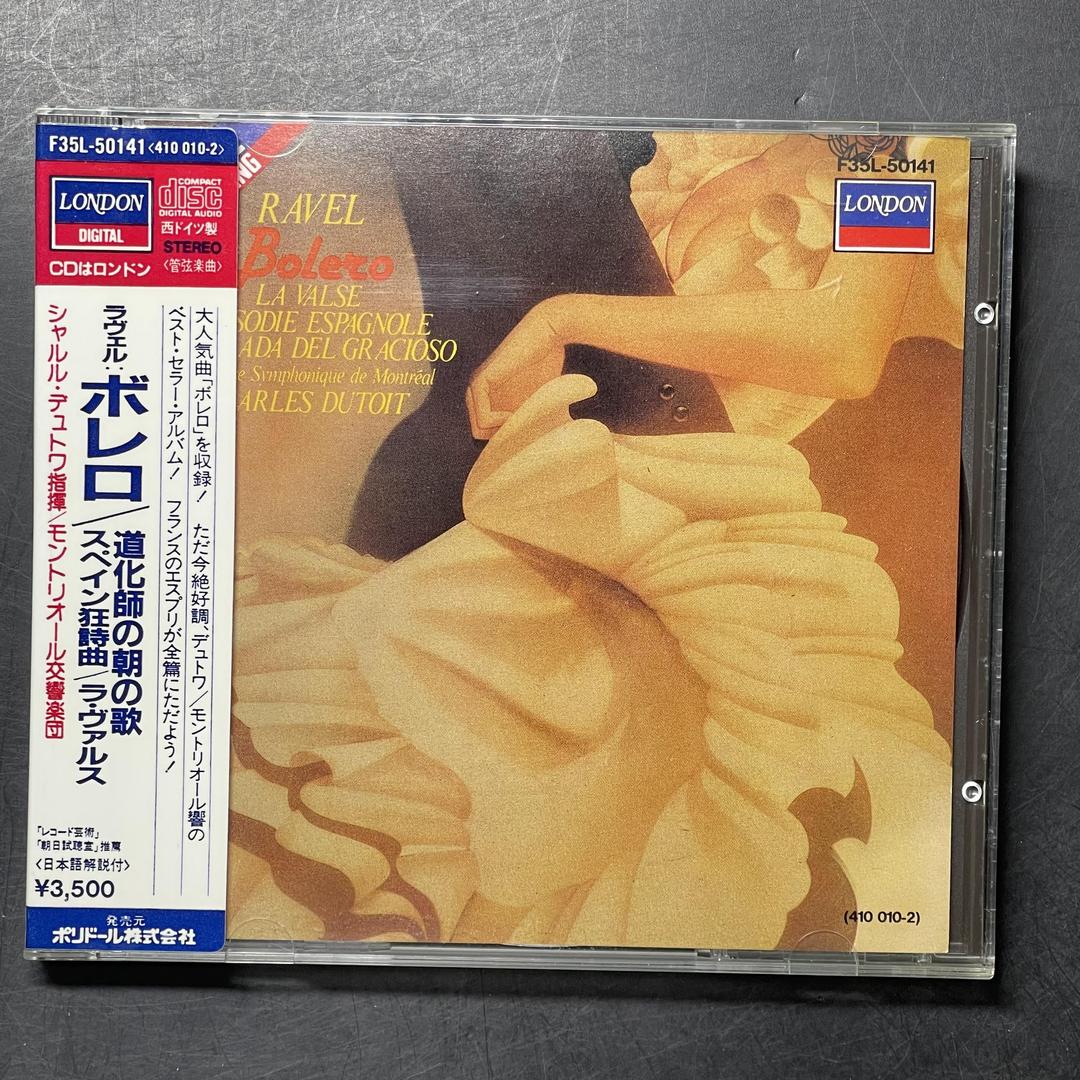 F35L-50141<410 010-2>
LONDON
DIGITAL
COMPACT
disc
DIGITAL AUDIO
西ドイツ製
STEREO
〈管弦楽曲〉
CDはロンドン
大人気曲「ボレロ」を収録！ ただ今絶好調、デュトワ/モントリオール響の
ベスト・セラー・アルバム！ フランスのエスプリが全篇にただよう！
ラヴェル：ボレロ/道化師の朝の歌
スペイン狂詩曲/ラ・ヴァルス
シャルル・デュトワ指揮/モントリオール交響楽団
「レコード芸術」
「朝日試聴室」推薦
〈日本語解説付〉
¥3,500
発売元
ポリドール株式会社
NG
RAVEL
Bolero
LA VALSE
SODIE ESPAGNOLE
ADA DEL GRACIOSO
e Symphonique de Montréal
ARLES DUTOIT
F35L-50141
LONDON
(410 010-2)